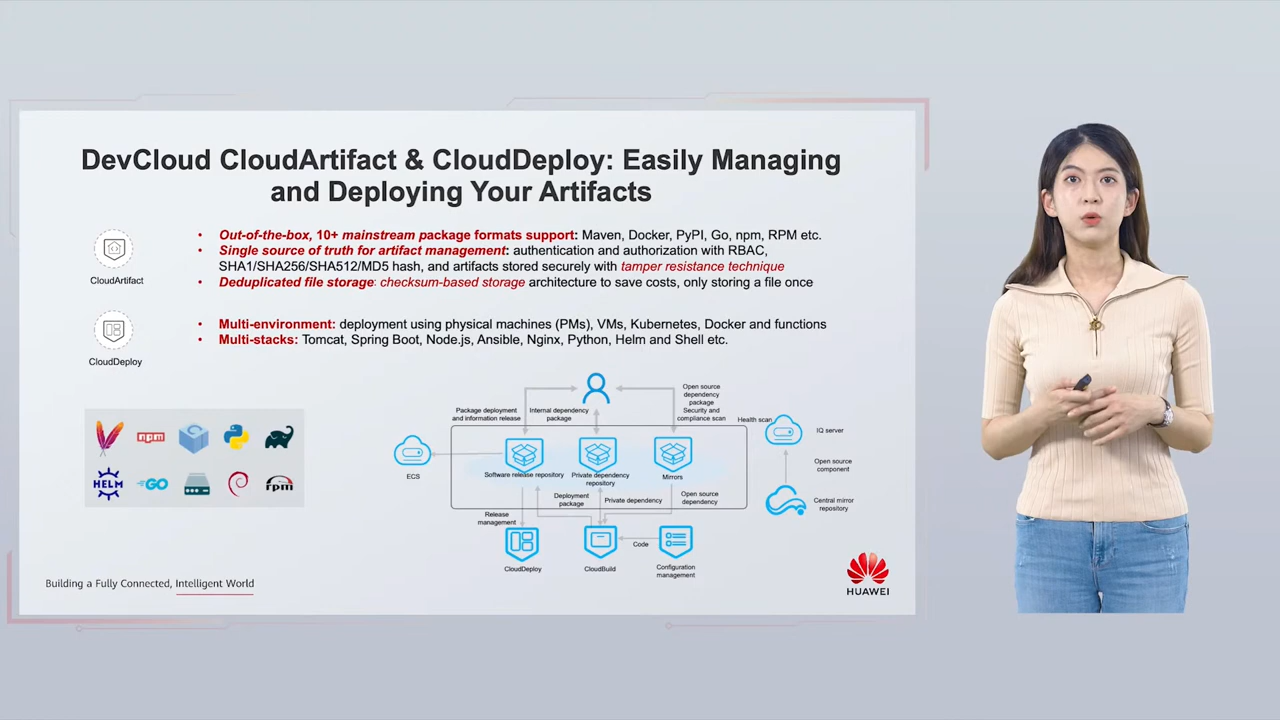 DevCloud CloudArtifact & CloudDeploy: Easily Managing
and Deploying Your Artifacts
CloudArtifact
• Out-of-the-box, 10+ mainstream package formats support: Maven, Docker, PyPI, Go, npm, RPM etc.
• Single source of truth for artifact management: authentication and authorization with RBAC,
SHA1/SHA256/SHA512/MD5 hash, and artifacts stored securely with tamper resistance technique
• Deduplicated file storage: checksum-based storage architecture to save costs, only storing a file once
CloudDeploy
• Multi-environment: deployment using physical machines (PMs), VMs, Kubernetes, Docker and functions
• Multi-stacks: Tomcat, Spring Boot, Node.js, Ansible, Nginx, Python, Helm and Shell etc.
npm
HELM
GO
rpm
Package deployment
and information release
Internal dependency
package
Open source
dependency
package
Security and
compliance scan
Health scan
IQ server
ECS
Software release repository
Private dependency
repository
Mirrors
Open source
component
Deployment
package
Private dependency
Open source
dependency
Central mirror
repository
Release
management
Code
CloudDeploy
CloudBuild
Configuration
management
Building a Fully Connected, Intelligent World
HUAWEI